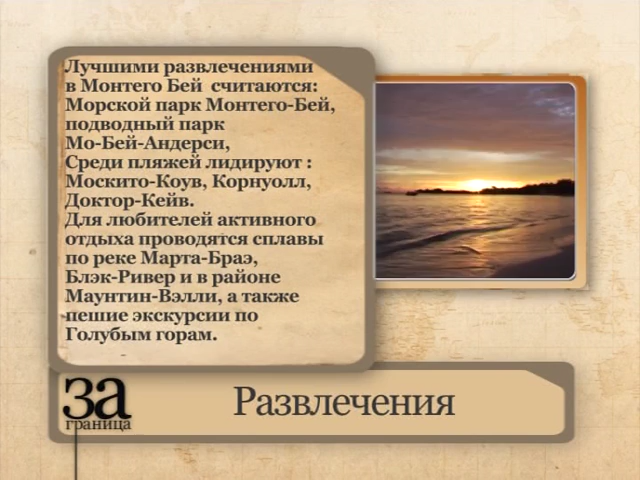 Лучшими развлечениями
в Монтего Бей считаются:
Морской парк Монтего-Бей,
подводный парк
Мо-Бей-Андерси,
Среди пляжей лидируют :
Москито-Коув, Корнуолл,
Доктор-Кейв.
Для любителей активного
отдыха проводятся сплавы
по реке Марта-Браэ,
Блэк-Ривер и в районе
Маунтин-Вэлли, а также
пешие экскурсии по
Голубым горам.
за
граница
Развлечения